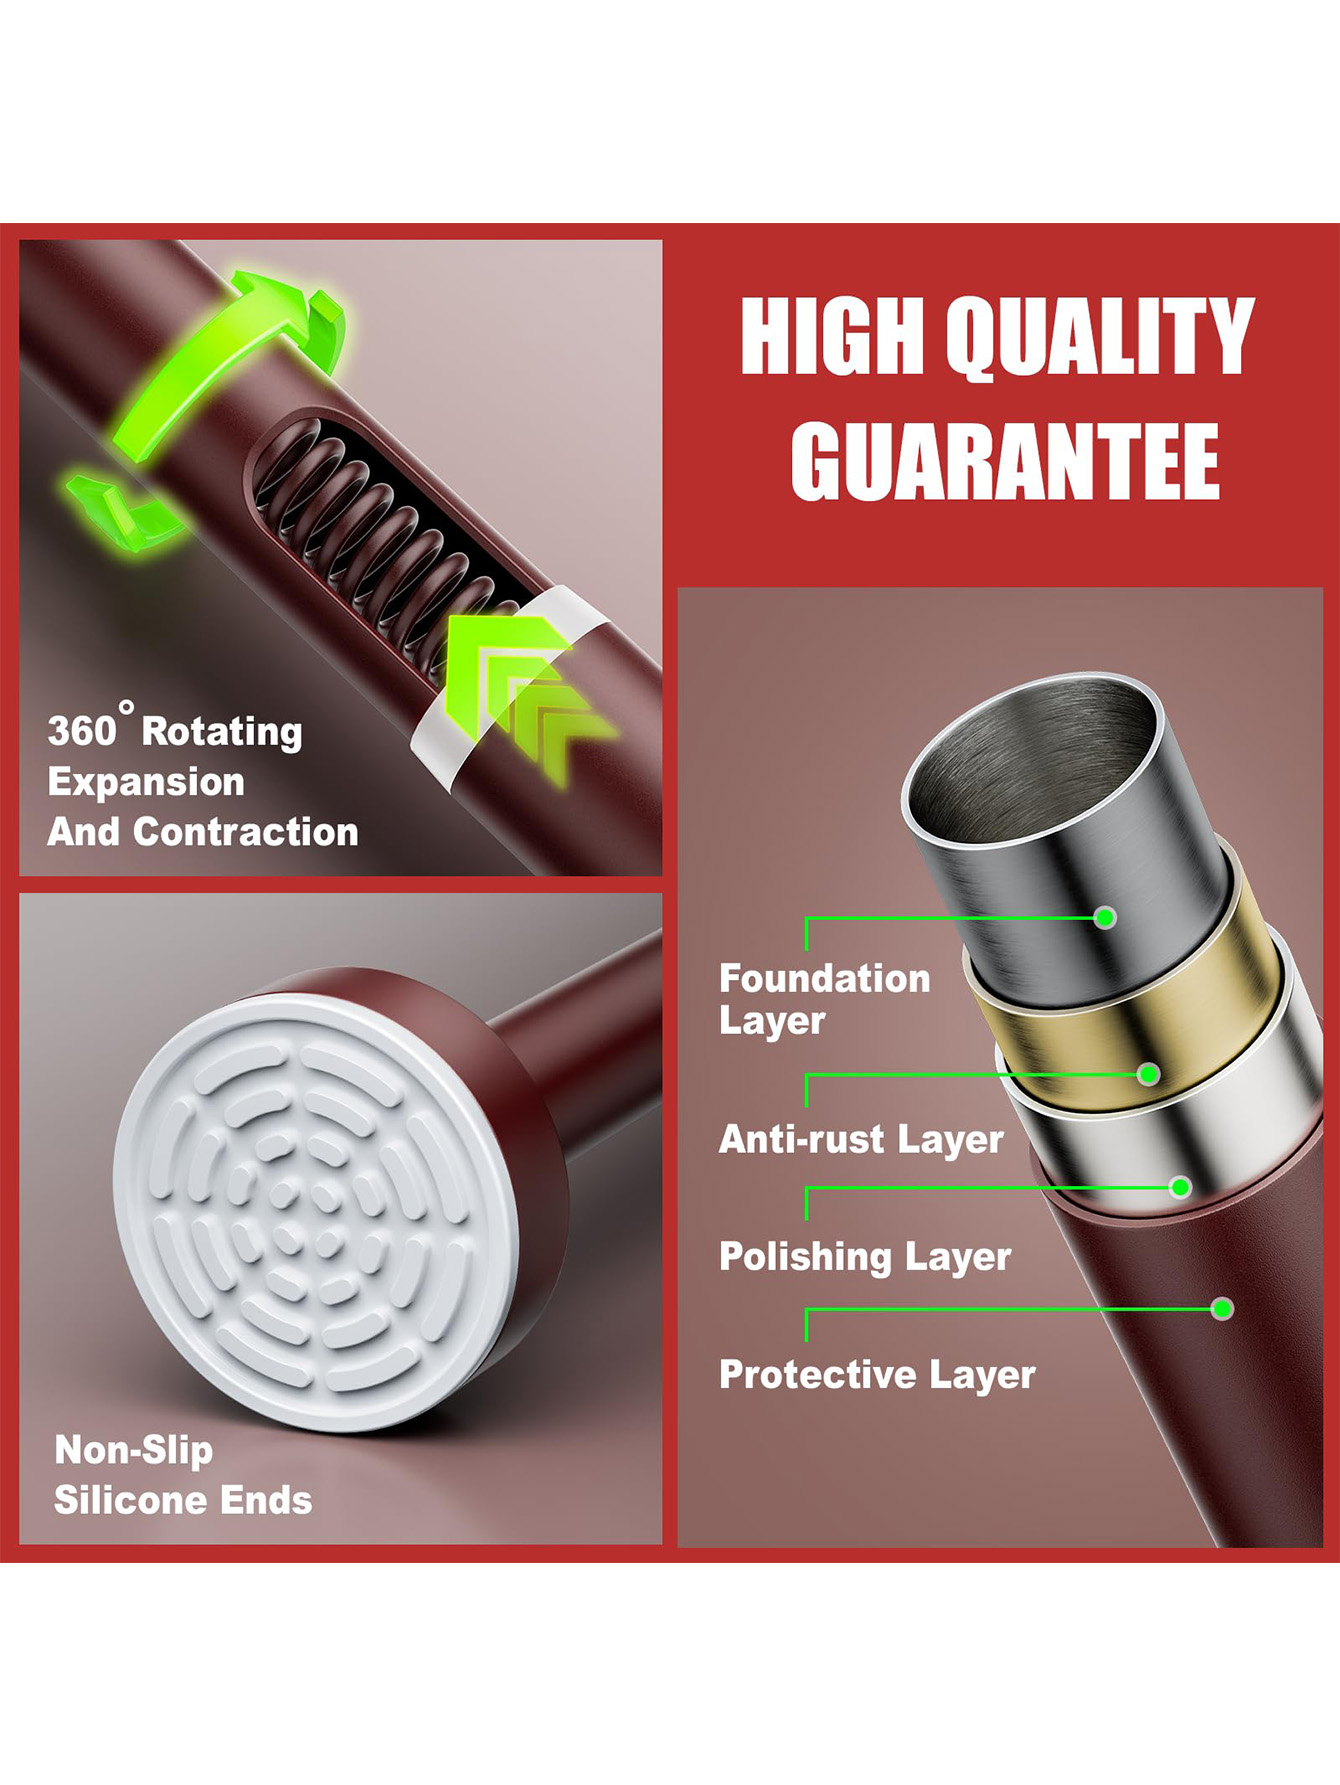 HIGH QUALITY
GUARANTEE
360° Rotating
Expansion
And Contraction
Non-Slip
Silicone Ends
Foundation
Layer
Anti-rust Layer
Polishing Layer
Protective Layer